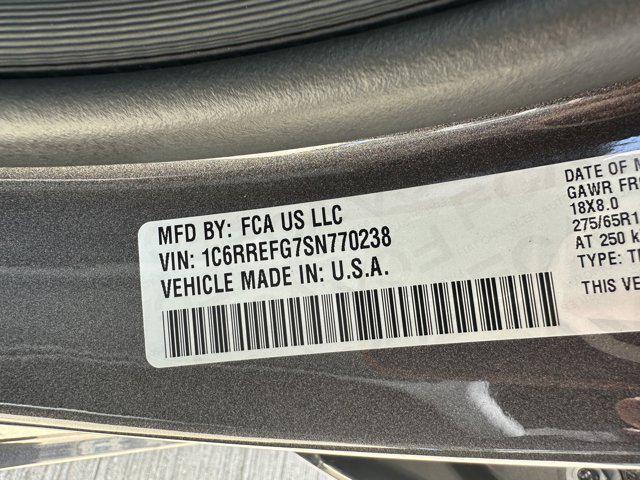 MFD BY: FCA US LLC
VIN: 1C6RREFG7SN770238
VEHICLE MADE IN: U.S.A.
DATE OF M
GAWR FR
18X8.0
275/65R1
AT 250 k
TYPE: T
THIS VE